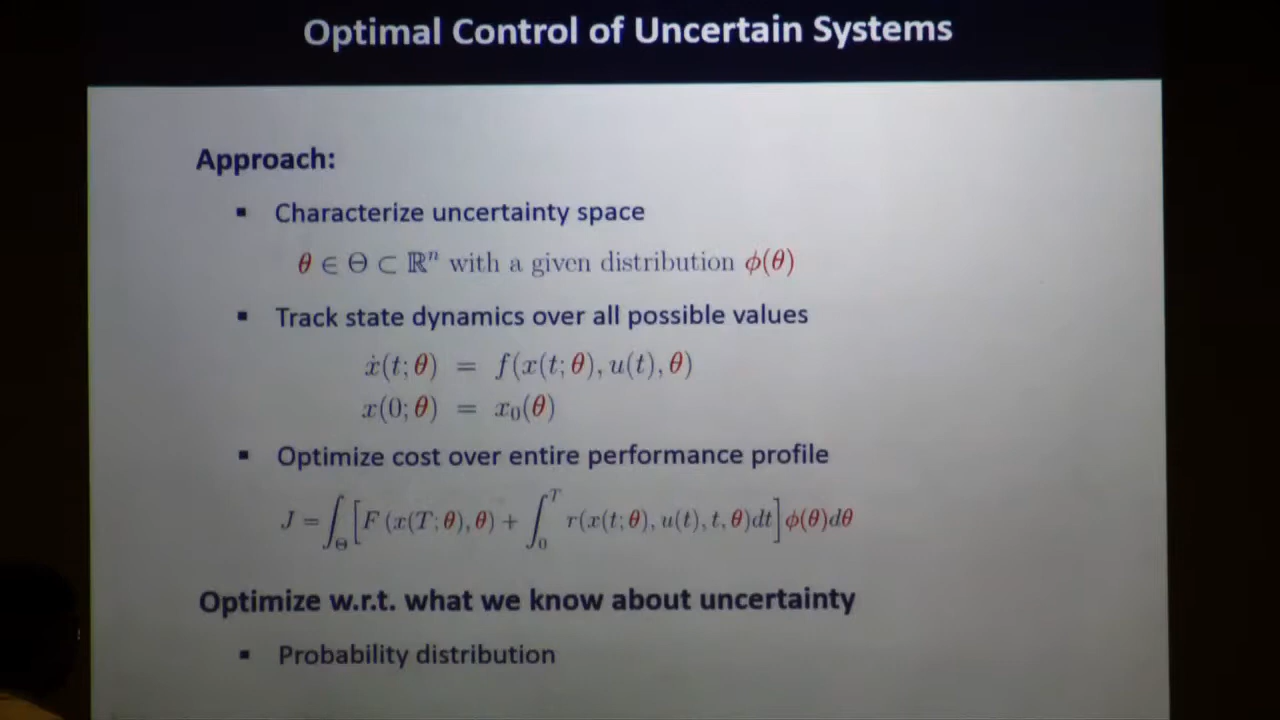 Optimal Control of Uncertain Systems
Approach:
▪ Characterize uncertainty space
θ ∈ Θ ⊂ ℝⁿ with a given distribution ϕ(θ)
▪ Track state dynamics over all possible values
ẋ(t; θ) = f(x(t; θ), u(t), θ)
x(0; θ) = x₀(θ)
▪ Optimize cost over entire performance profile
J = ∫_Θ [F (x(T; θ), θ) + ∫₀ᵀ r(x(t; θ), u(t), t, θ)dt] ϕ(θ)dθ
Optimize w.r.t. what we know about uncertainty
▪ Probability distribution